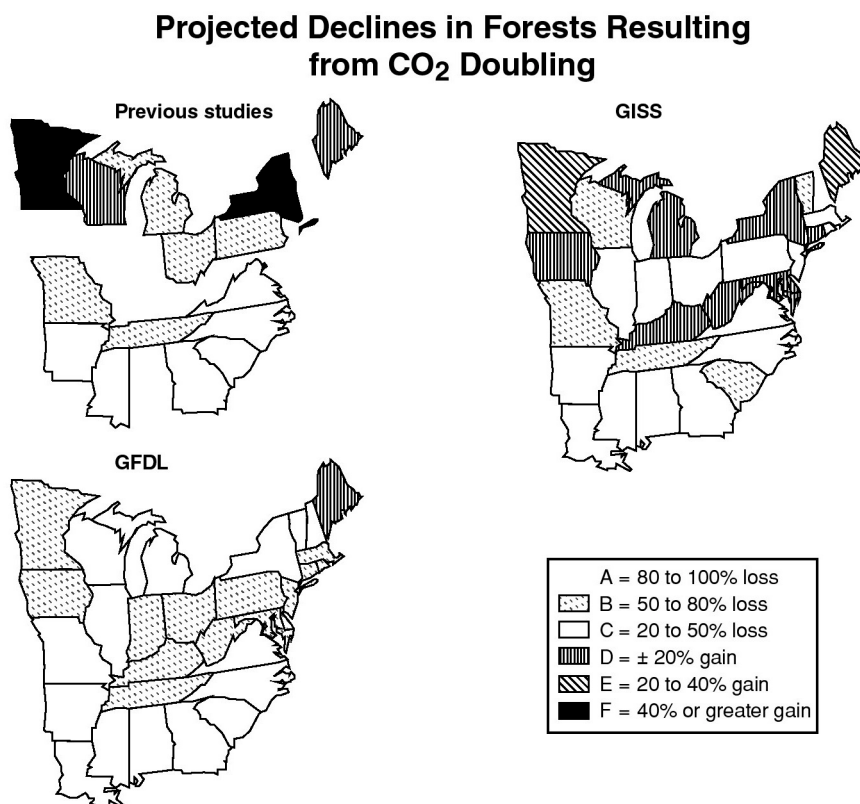 Projected Declines in Forests Resulting
from CO₂ Doubling
Previous studies
GISS
GFDL
A = 80 to 100% loss
B = 50 to 80% loss
C = 20 to 50% loss
D = ± 20% gain
E = 20 to 40% gain
F = 40% or greater gain